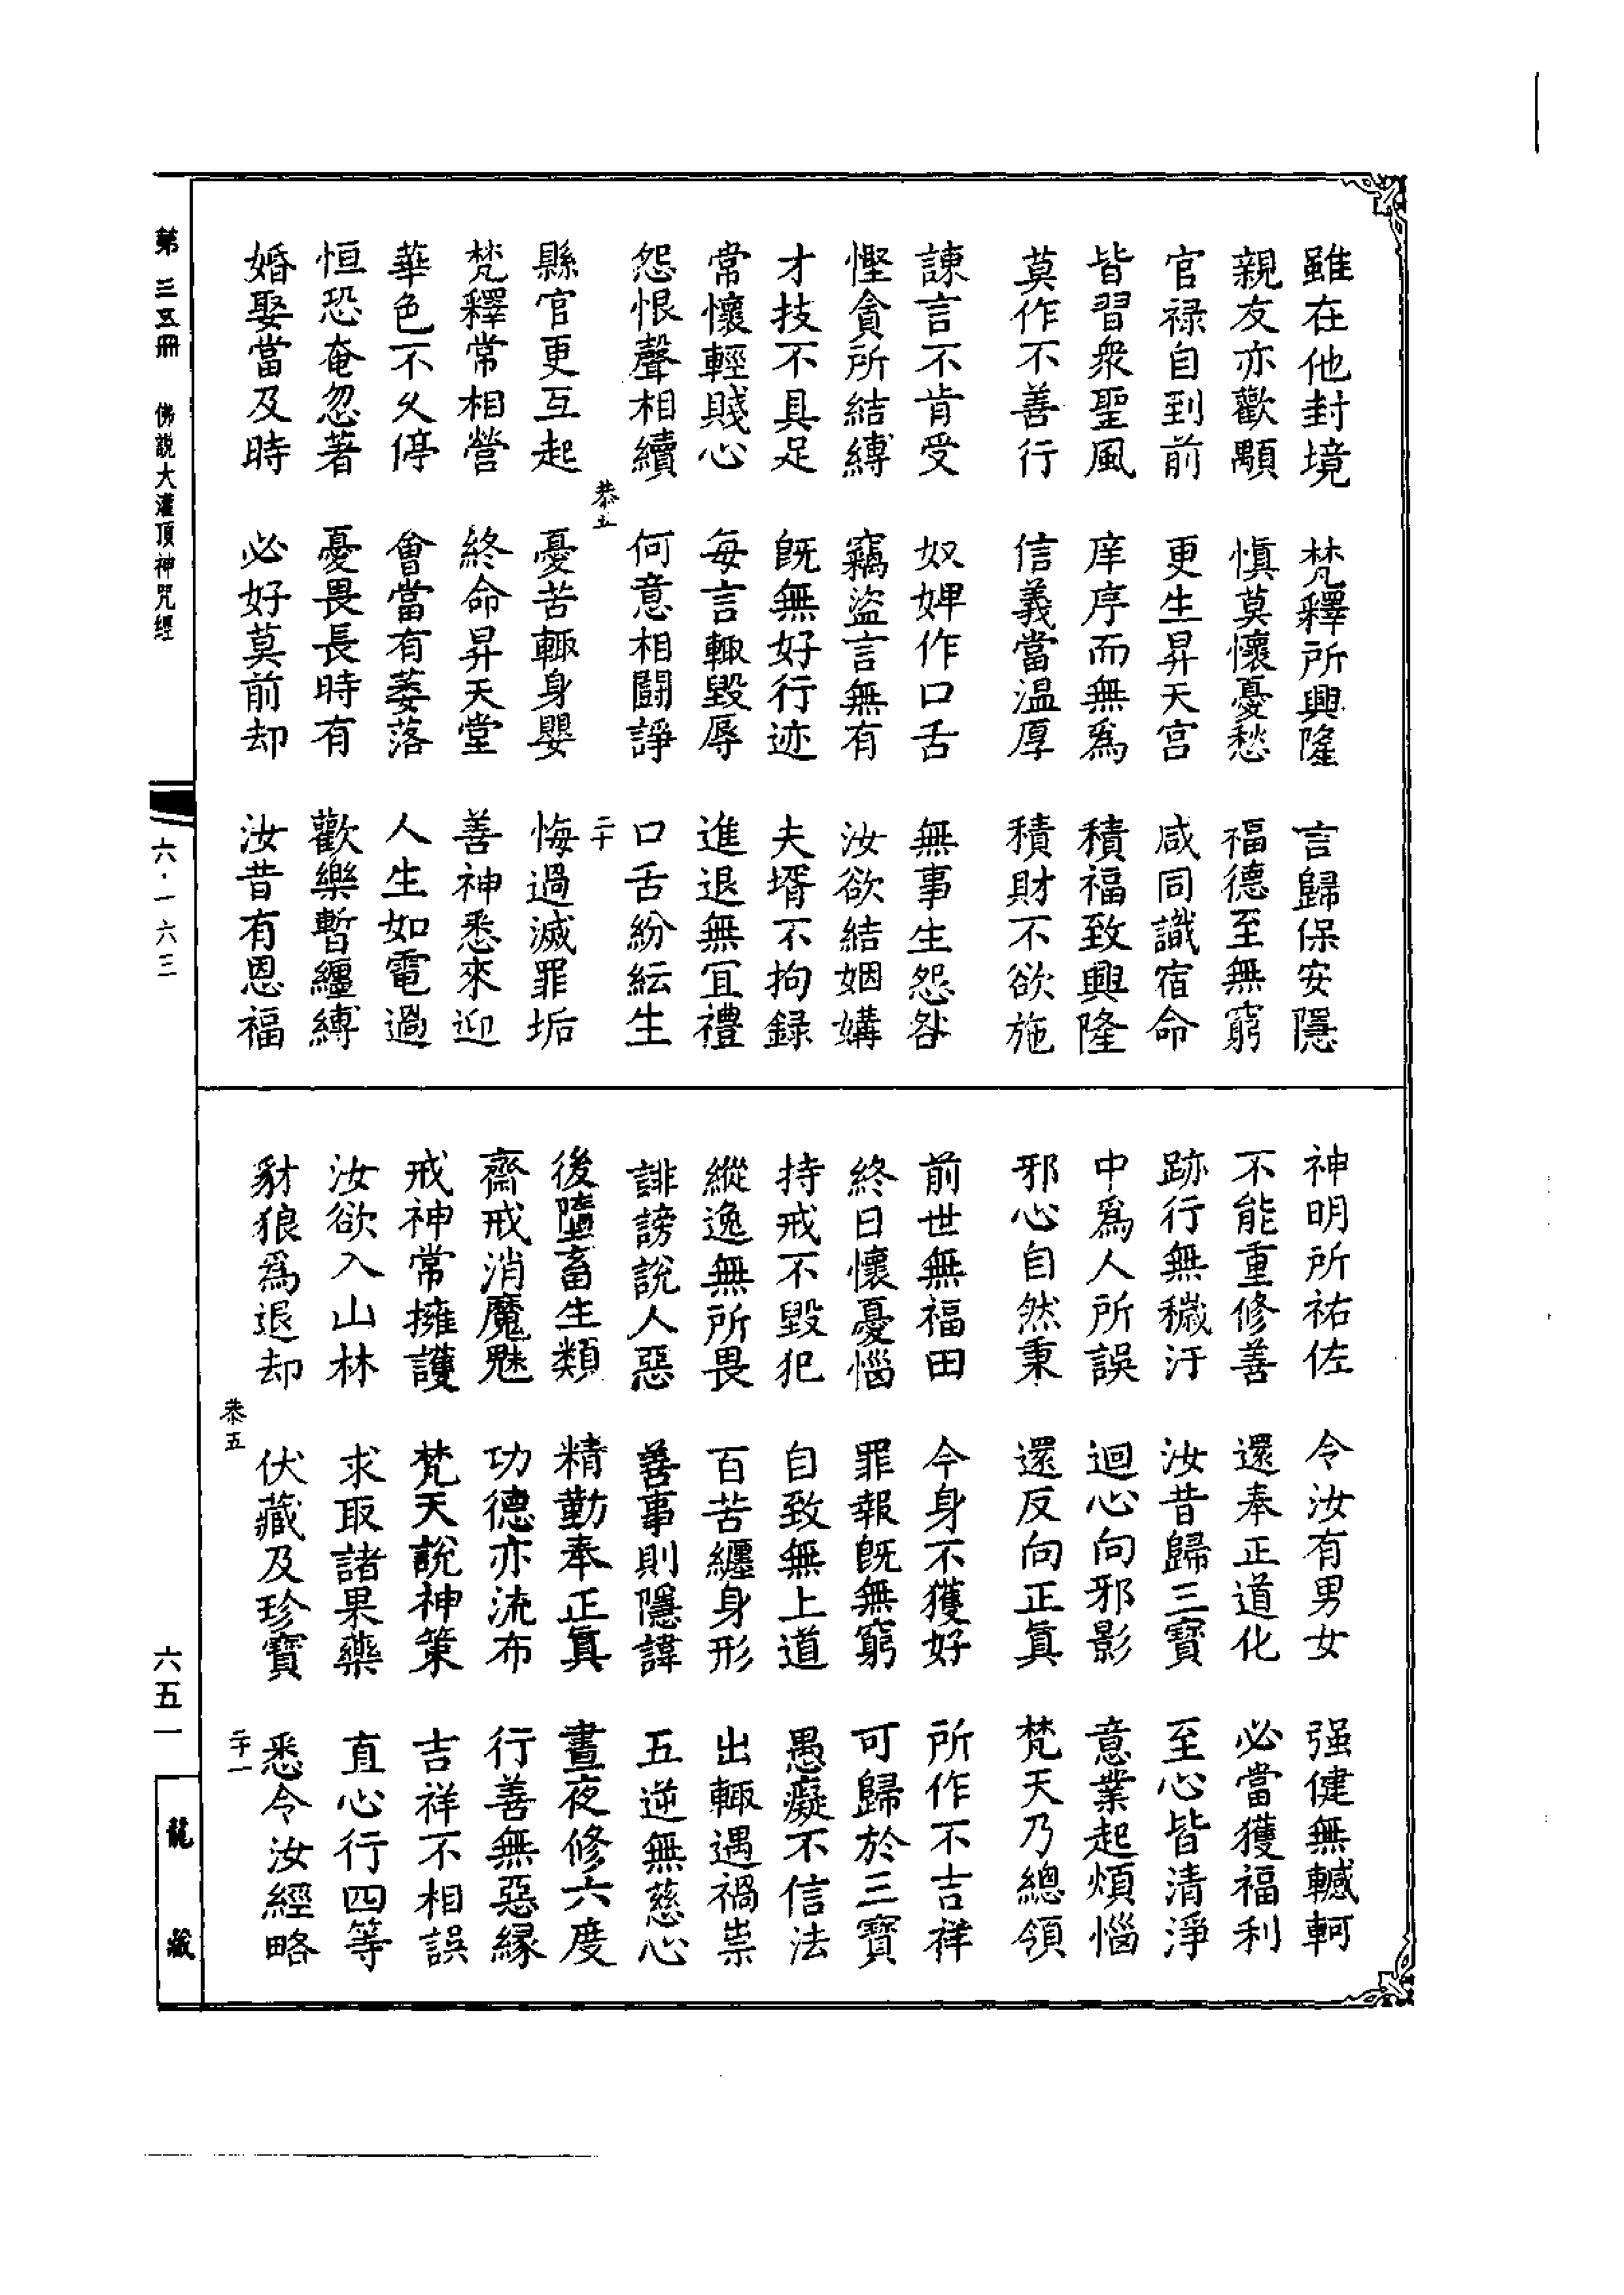 雖在他封境　梵釋所興隆　言歸保安隱
親友亦歡顒　愼莫懷憂愁　福德至無窮
官禄自到前　更生昇天宫　咸同識宿命
皆習衆聖風　庠序而無爲　積福致興隆
莫作不善行　信義當温厚　積財不欲施
諫言不肯受　奴婢作口舌　無事生怨咎
慳貪所結縛　竊盜言無有　汝欲結姻媾
才技不具足　旣無好行迹　夫壻不拘録
常懷輕賤心　每言輙毀辱　進退無冝禮
怨恨聲相續　何意相鬪諍　口舌紛紜生
恭五　二十
縣官更互起　憂苦輙身嬰　悔過滅罪垢
梵釋常相營　終命昇天堂　善神悉來迎
華色不久停　會當有萎落　人生如電過
恒恐奄忽著　憂畏長時有　歡樂暫纏縛
婚娶當及時　必好莫前却　汝昔有恩福
神明所祐佐　令汝有男女　强健無轗軻
不能重修善　還奉正道化　必當獲福利
跡行無穢汙　汝昔歸三寳　至心皆清淨
中爲人所誤　迴心向邪影　意業起煩惱
邪心自然秉　還反向正眞　梵天乃總領
前世無福田　今身不獲好　所作不吉祥
終日懷憂惱　罪報旣無窮　可歸於三寳
持戒不毀犯　自致無上道　愚癡不信法
縱逸無所畏　百苦纏身形　出輙遇禍祟
誹謗說人惡　善事則隱諱　五逆無慈心
後墮畜生類　精勤奉正眞　晝夜修六度
齋戒消魔魅　功德亦流布　行善無惡縁
戒神常擁護　梵天說神策　吉祥不相誤
汝欲入山林　求取諸果藥　直心行四等
豺狼爲退却　伏藏及珍寳　悉令汝經略
恭五　二十一
第三五冊　佛說大灌頂神咒經
六·一六三
六五一
龍藏